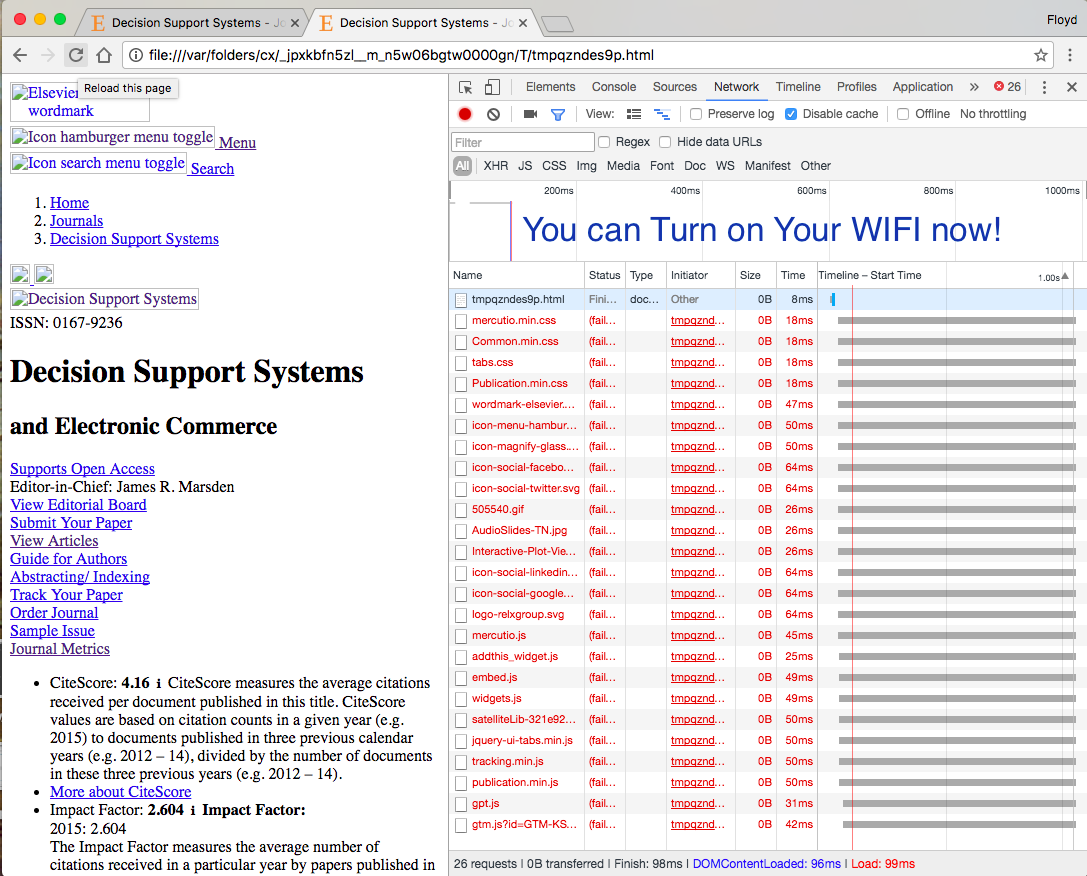 Decision Support Systems - Jo
Decision Support Systems - Jo
Floyd
file:///var/folders/cx/_jpxkbfn5zl__m_n5w06bgtw0000gn/T/tmpqzndes9p.html
Reload this page
Elsevier
wordmark
Icon hamburger menu toggle Menu
Icon search menu toggle Search
1. Home
2. Journals
3. Decision Support Systems
Decision Support Systems
ISSN: 0167-9236
Decision Support Systems
and Electronic Commerce
Supports Open Access
Editor-in-Chief: James R. Marsden
View Editorial Board
Submit Your Paper
View Articles
Guide for Authors
Abstracting/ Indexing
Track Your Paper
Order Journal
Sample Issue
Journal Metrics
• CiteScore: 4.16 i CiteScore measures the average citations
received per document published in this title. CiteScore
values are based on citation counts in a given year (e.g.
2015) to documents published in three previous calendar
years (e.g. 2012 – 14), divided by the number of documents
in these three previous years (e.g. 2012 – 14).
• More about CiteScore
• Impact Factor: 2.604 i Impact Factor:
2015: 2.604
The Impact Factor measures the average number of
citations received in a particular year by papers published in
Elements Console Sources Network Timeline Profiles Application » 26
View: Preserve log Disable cache Offline No throttling
Filter Regex Hide data URLs
All XHR JS CSS Img Media Font Doc WS Manifest Other
200ms 400ms 600ms 800ms 1000ms
You can Turn on Your WIFI now!
Name Status Type Initiator Size Time Timeline – Start Time 1.00s
tmpqzndes9p.html Fini... doc... Other 0B 8ms
mercutio.min.css (fail... tmpqznd... 0B 18ms
Common.min.css (fail... tmpqznd... 0B 18ms
tabs.css (fail... tmpqznd... 0B 18ms
Publication.min.css (fail... tmpqznd... 0B 18ms
wordmark-elsevier.... (fail... tmpqznd... 0B 47ms
icon-menu-hambur... (fail... tmpqznd... 0B 50ms
icon-magnify-glass.... (fail... tmpqznd... 0B 50ms
icon-social-facebo... (fail... tmpqznd... 0B 64ms
icon-social-twitter.svg (fail... tmpqznd... 0B 64ms
505540.gif (fail... tmpqznd... 0B 26ms
AudioSlides-TN.jpg (fail... tmpqznd... 0B 26ms
Interactive-Plot-Vie... (fail... tmpqznd... 0B 26ms
icon-social-linkedin... (fail... tmpqznd... 0B 64ms
icon-social-google... (fail... tmpqznd... 0B 64ms
logo-relxgroup.svg (fail... tmpqznd... 0B 64ms
mercutio.js (fail... tmpqznd... 0B 45ms
addthis_widget.js (fail... tmpqznd... 0B 25ms
embed.js (fail... tmpqznd... 0B 49ms
widgets.js (fail... tmpqznd... 0B 49ms
satelliteLib-321e92... (fail... tmpqznd... 0B 50ms
jquery-ui-tabs.min.js (fail... tmpqznd... 0B 50ms
tracking.min.js (fail... tmpqznd... 0B 50ms
publication.min.js (fail... tmpqznd... 0B 50ms
gpt.js (fail... tmpqznd... 0B 31ms
gtm.js?id=GTM-KS... (fail... tmpqznd... 0B 42ms
26 requests | 0B transferred | Finish: 98ms | DOMContentLoaded: 96ms | Load: 99ms